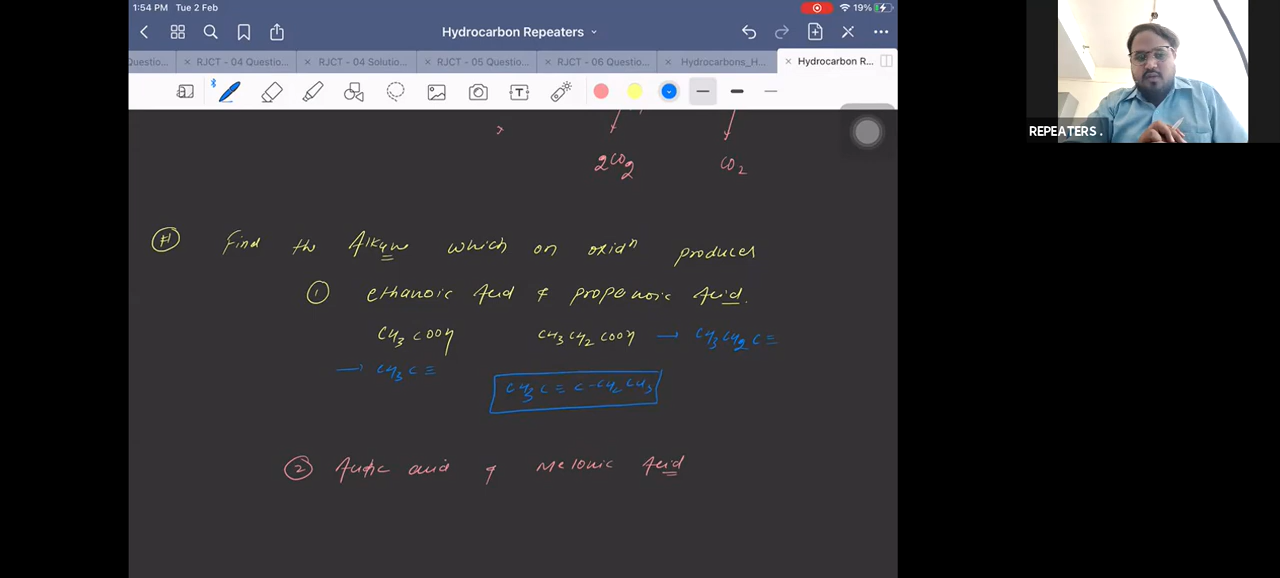 1:54 PM Tue 2 Feb
19%
Hydrocarbon Repeaters
Questio...
RJCT - 04 Questio...
RJCT - 04 Solutio...
RJCT - 05 Questio...
RJCT - 06 Questio...
Hydrocarbons_H...
Hydrocarbon R...
REPEATERS .
2CO2
CO2
Find the Alkyne which on oxidn produces
1 ethanoic Acid & propanoic Acid.
CH3COOH CH3CH2COOH → CH3CH2C≡
→ CH3C≡
CH3C≡C-CH2CH3
2 acid & Melonic Acid